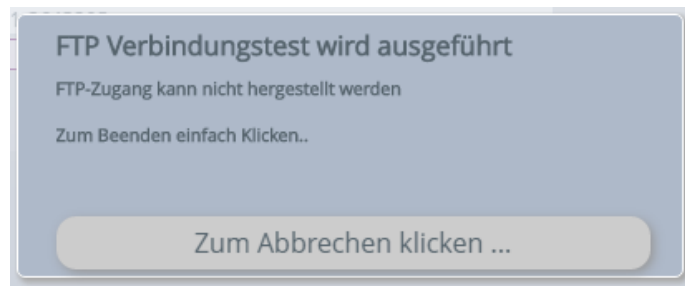 FTP Verbindungstest wird ausgeführt
FTP-Zugang kann nicht hergestellt werden
Zum Beenden einfach Klicken..
Zum Abbrechen klicken ...